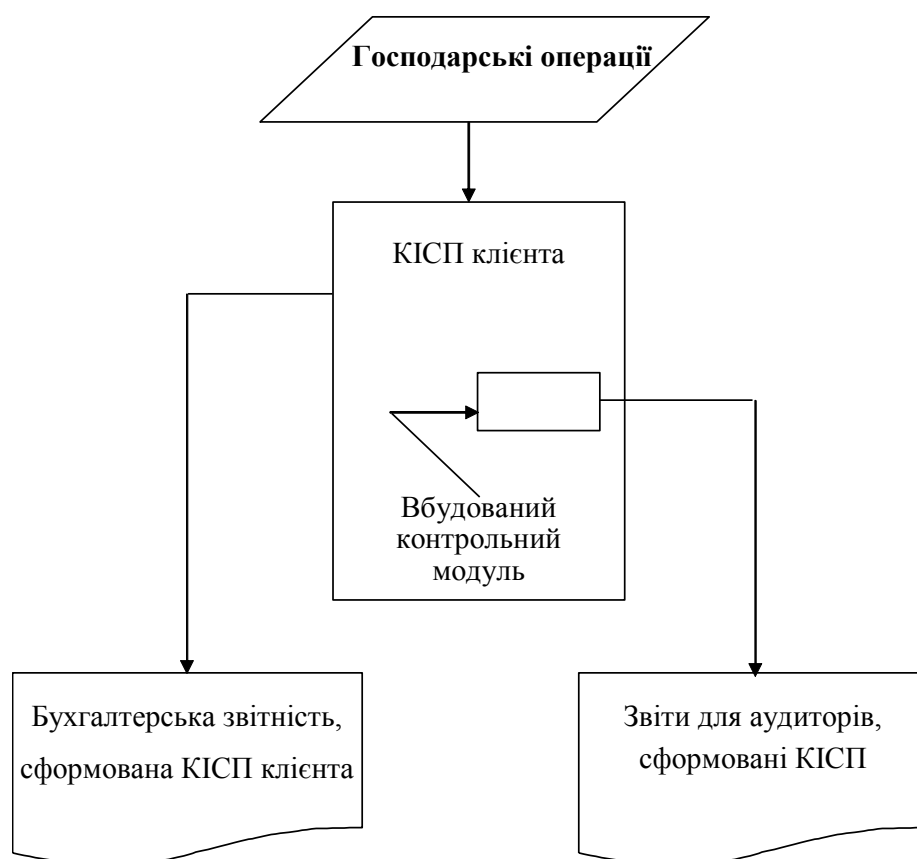 Господарські операції
КІСП клієнта
Вбудований
контрольний
модуль
Бухгалтерська звітність,
сформована КІСП клієнта
Звіти для аудиторів,
сформовані КІСП